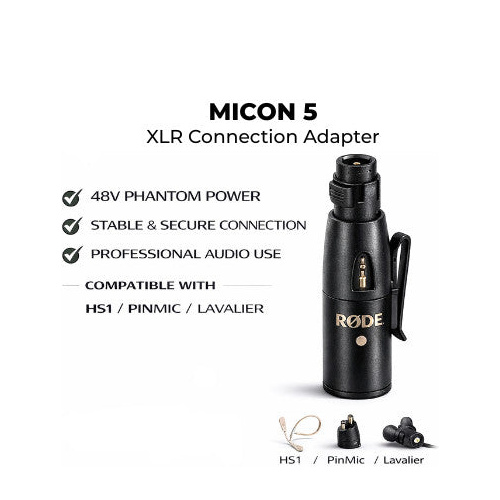 MICON 5
XLR Connection Adapter
48V PHANTOM POWER
STABLE & SECURE CONNECTION
PROFESSIONAL AUDIO USE
COMPATIBLE WITH
HS1 / PINMIC / LAVALIER
RØDE
HS1 / PinMic / Lavalier